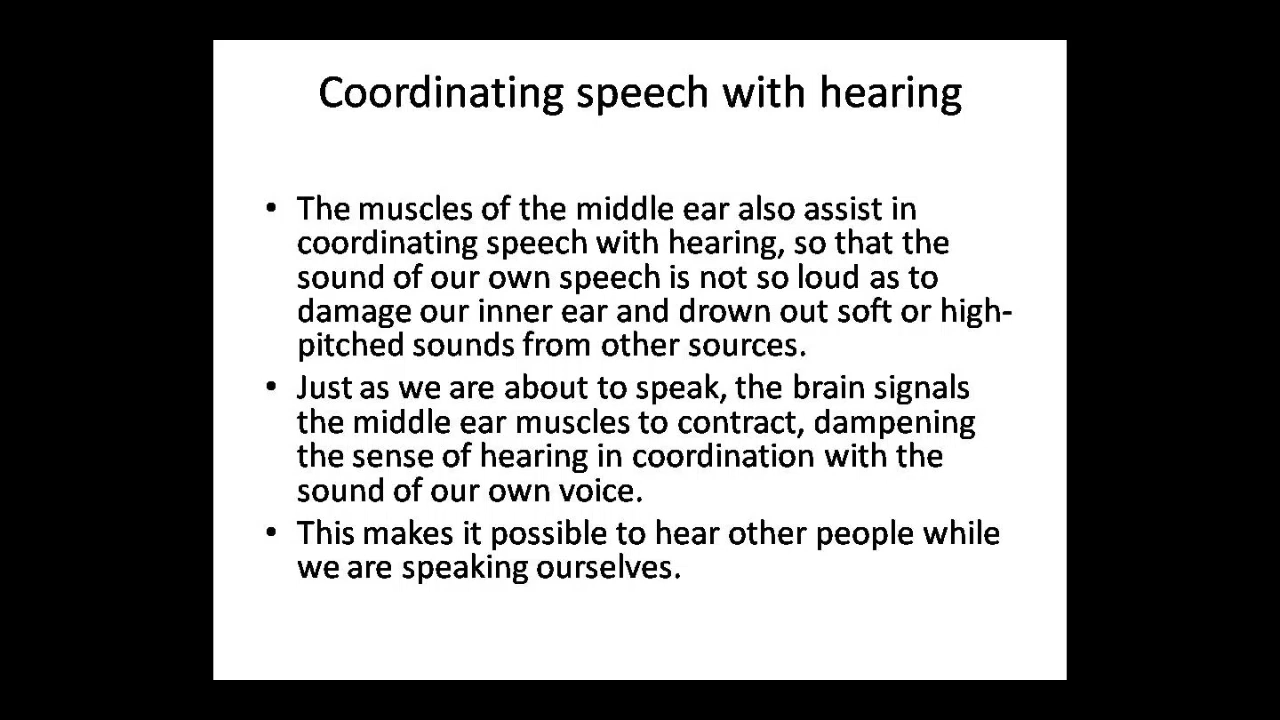 Coordinating speech with hearing
• The muscles of the middle ear also assist in
coordinating speech with hearing, so that the
sound of our own speech is not so loud as to
damage our inner ear and drown out soft or high-
pitched sounds from other sources.
• Just as we are about to speak, the brain signals
the middle ear muscles to contract, dampening
the sense of hearing in coordination with the
sound of our own voice.
• This makes it possible to hear other people while
we are speaking ourselves.